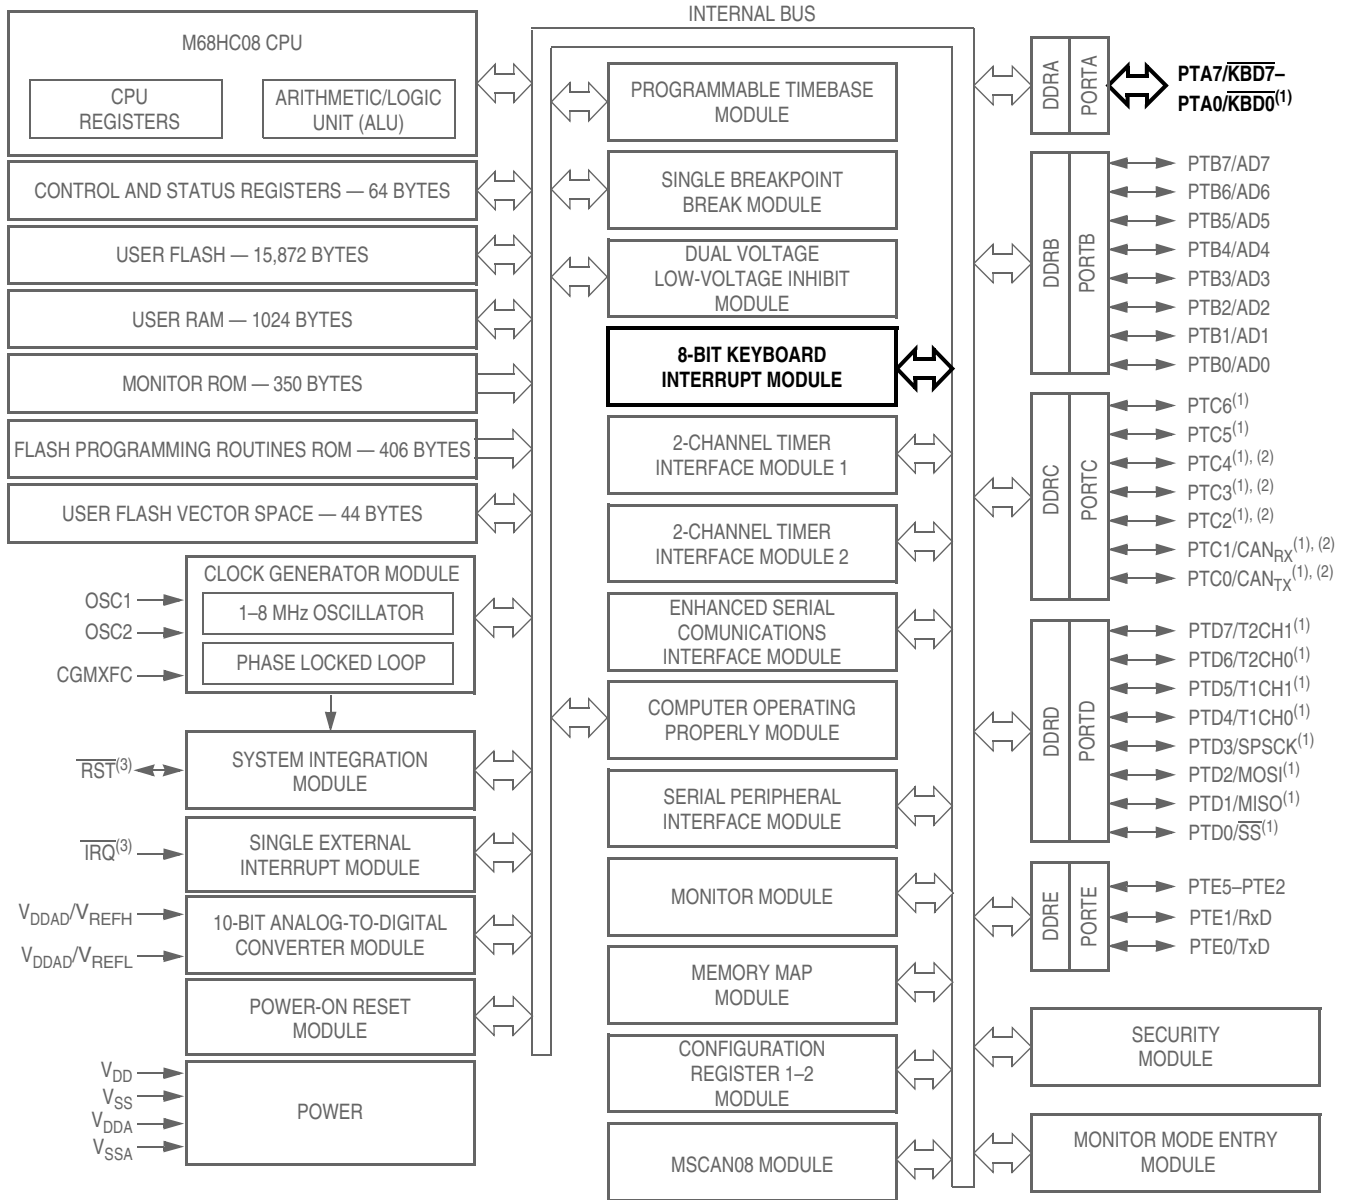 INTERNAL BUS
M68HC08 CPU
CPU
REGISTERS
ARITHMETIC/LOGIC
UNIT (ALU)
CONTROL AND STATUS REGISTERS — 64 BYTES
USER FLASH — 15,872 BYTES
USER RAM — 1024 BYTES
MONITOR ROM — 350 BYTES
FLASH PROGRAMMING ROUTINES ROM — 406 BYTES
USER FLASH VECTOR SPACE — 44 BYTES
CLOCK GENERATOR MODULE
1–8 MHz OSCILLATOR
PHASE LOCKED LOOP
OSC1
OSC2
CGMXFC
SYSTEM INTEGRATION
MODULE
RST(3)
SINGLE EXTERNAL
INTERRUPT MODULE
IRQ(3)
10-BIT ANALOG-TO-DIGITAL
CONVERTER MODULE
VDDAD/VREFH
VDDAD/VREFL
POWER-ON RESET
MODULE
POWER
VDD
VSS
VDDA
VSSA
PROGRAMMABLE TIMEBASE
MODULE
SINGLE BREAKPOINT
BREAK MODULE
DUAL VOLTAGE
LOW-VOLTAGE INHIBIT
MODULE
8-BIT KEYBOARD
INTERRUPT MODULE
2-CHANNEL TIMER
INTERFACE MODULE 1
2-CHANNEL TIMER
INTERFACE MODULE 2
ENHANCED SERIAL
COMUNICATIONS
INTERFACE MODULE
COMPUTER OPERATING
PROPERLY MODULE
SERIAL PERIPHERAL
INTERFACE MODULE
MONITOR MODULE
MEMORY MAP
MODULE
CONFIGURATION
REGISTER 1–2
MODULE
MSCAN08 MODULE
DDRA
PORTA
PTA7/KBD7–
PTA0/KBD0(1)
DDRB
PORTB
PTB7/AD7
PTB6/AD6
PTB5/AD5
PTB4/AD4
PTB3/AD3
PTB2/AD2
PTB1/AD1
PTB0/AD0
DDRC
PORTC
PTC6(1)
PTC5(1)
PTC4(1), (2)
PTC3(1), (2)
PTC2(1), (2)
PTC1/CANRX(1), (2)
PTC0/CANTX(1), (2)
DDRD
PORTD
PTD7/T2CH1(1)
PTD6/T2CH0(1)
PTD5/T1CH1(1)
PTD4/T1CH0(1)
PTD3/SPSCK(1)
PTD2/MOSI(1)
PTD1/MISO(1)
PTD0/SS(1)
DDRE
PORTE
PTE5–PTE2
PTE1/RxD
PTE0/TxD
SECURITY
MODULE
MONITOR MODE ENTRY
MODULE